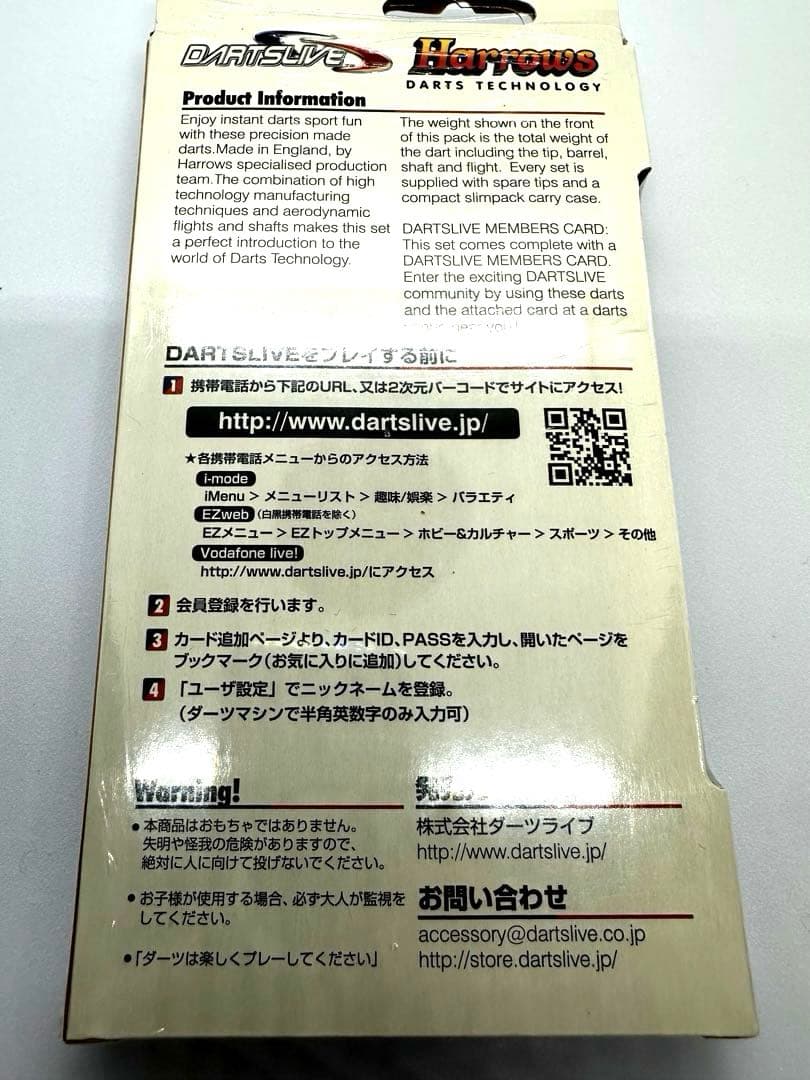 DARTSLIVE
Harrows
DARTS TECHNOLOGY
Product Information
Enjoy instant darts sport fun
with these precision made
darts.Made in England, by
Harrows specialised production
team.The combination of high
technology manufacturing
techniques and aerodynamic
flights and shafts makes this set
a perfect introduction to the
world of Darts Technology.
The weight shown on the front
of this pack is the total weight of
the dart including the tip, barrel,
shaft and flight. Every set is
supplied with spare tips and a
compact slimpack carry case.
DARTSLIVE MEMBERS CARD:
This set comes complete with a
DARTSLIVE MEMBERS CARD.
Enter the exciting DARTSLIVE
community by using these darts
and the attached card at a darts
you!
DARTSLIVEをプレイする前に
1 携帯電話から下記のURL、又は2次元バーコードでサイトにアクセス!
http://www.dartslive.jp/
★各携帯電話メニューからのアクセス方法
i-mode
iMenu > メニューリスト > 趣味/娯楽 > バラエティ
EZweb (白黒携帯電話を除く)
EZメニュー > EZトップメニュー > ホビー&カルチャー > スポーツ > その他
Vodafone live!
http://www.dartslive.jp/にアクセス
2 会員登録を行います。
3 カード追加ページより、カードID、PASSを入力し、開いたページを
ブックマーク(お気に入りに追加)してください。
4 「ユーザ設定」でニックネームを登録。
(ダーツマシンで半角英数字のみ入力可)
Warning!
•本商品はおもちゃではありません。
失明や怪我の危険がありますので、
絶対に人に向けて投げないでください。
•お子様が使用する場合、必ず大人が監視を
してください。
•「ダーツは楽しくプレーしてください」
株式会社ダーツライブ
http://www.dartslive.jp/
お問い合わせ
accessory@dartslive.co.jp
http://store.dartslive.jp/